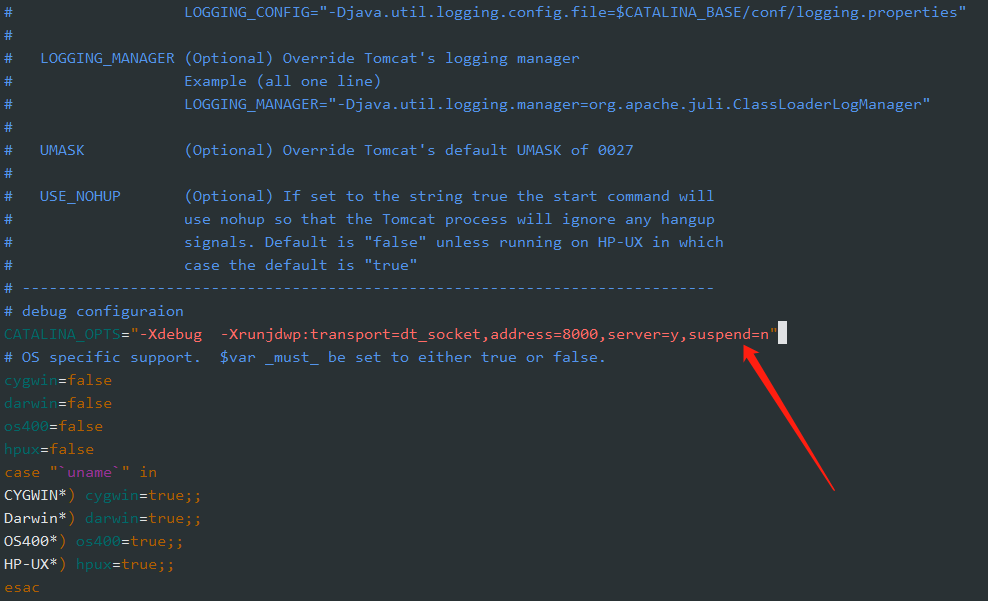 #                   LOGGING_CONFIG="-Djava.util.logging.config.file=$CATALINA_BASE/conf/logging.properties"
#
#   LOGGING_MANAGER (Optional) Override Tomcat's logging manager
#                   Example (all one line)
#                   LOGGING_MANAGER="-Djava.util.logging.manager=org.apache.juli.ClassLoaderLogManager"
#
#   UMASK           (Optional) Override Tomcat's default UMASK of 0027
#
#   USE_NOHUP       (Optional) If set to the string true the start command will
#                   use nohup so that the Tomcat process will ignore any hangup
#                   signals. Default is "false" unless running on HP-UX in which
#                   case the default is "true"
# -----------------------------------------------------------------------------
# debug configuraion
CATALINA_OPTS="-Xdebug  -Xrunjdwp:transport=dt_socket,address=8000,server=y,suspend=n"
# OS specific support.  $var _must_ be set to either true or false.
cygwin=false
darwin=false
os400=false
hpux=false
case "`uname`" in
CYGWIN*) cygwin=true;;
Darwin*) darwin=true;;
OS400*) os400=true;;
HP-UX*) hpux=true;;
esac